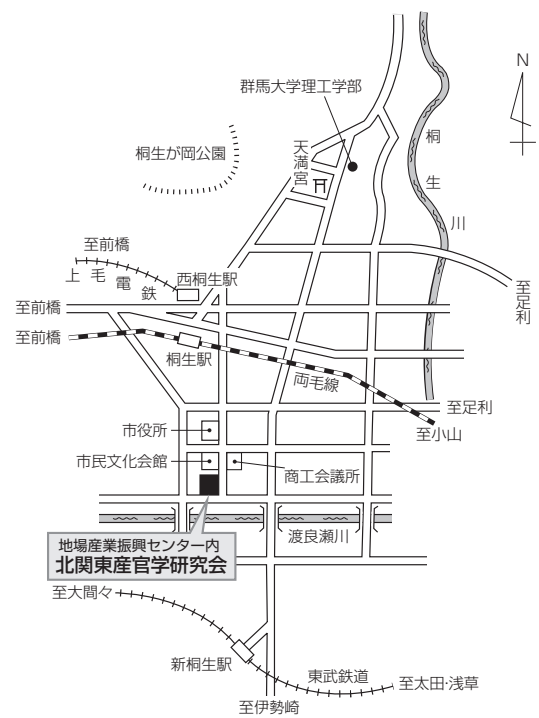 N
群馬大学理工学部
桐生川
天満宮
桐生が岡公園
至前橋
上毛電鉄
西桐生駅
至足利
至前橋
至前橋
桐生駅
両毛線
至足利
至小山
市役所
市民文化会館
商工会議所
渡良瀬川
地場産業振興センター内
北関東産官学研究会
至大間々
新桐生駅
東武鉄道
至太田・浅草
至伊勢崎